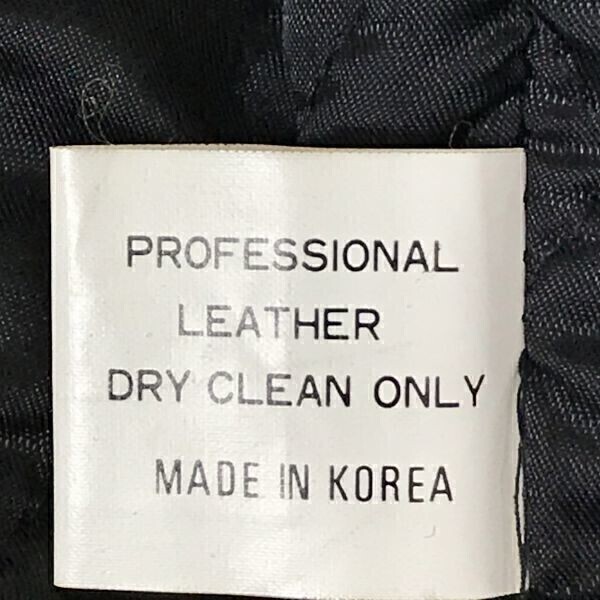 PROFESSIONAL
LEATHER
DRY CLEAN ONLY
MADE IN KOREA